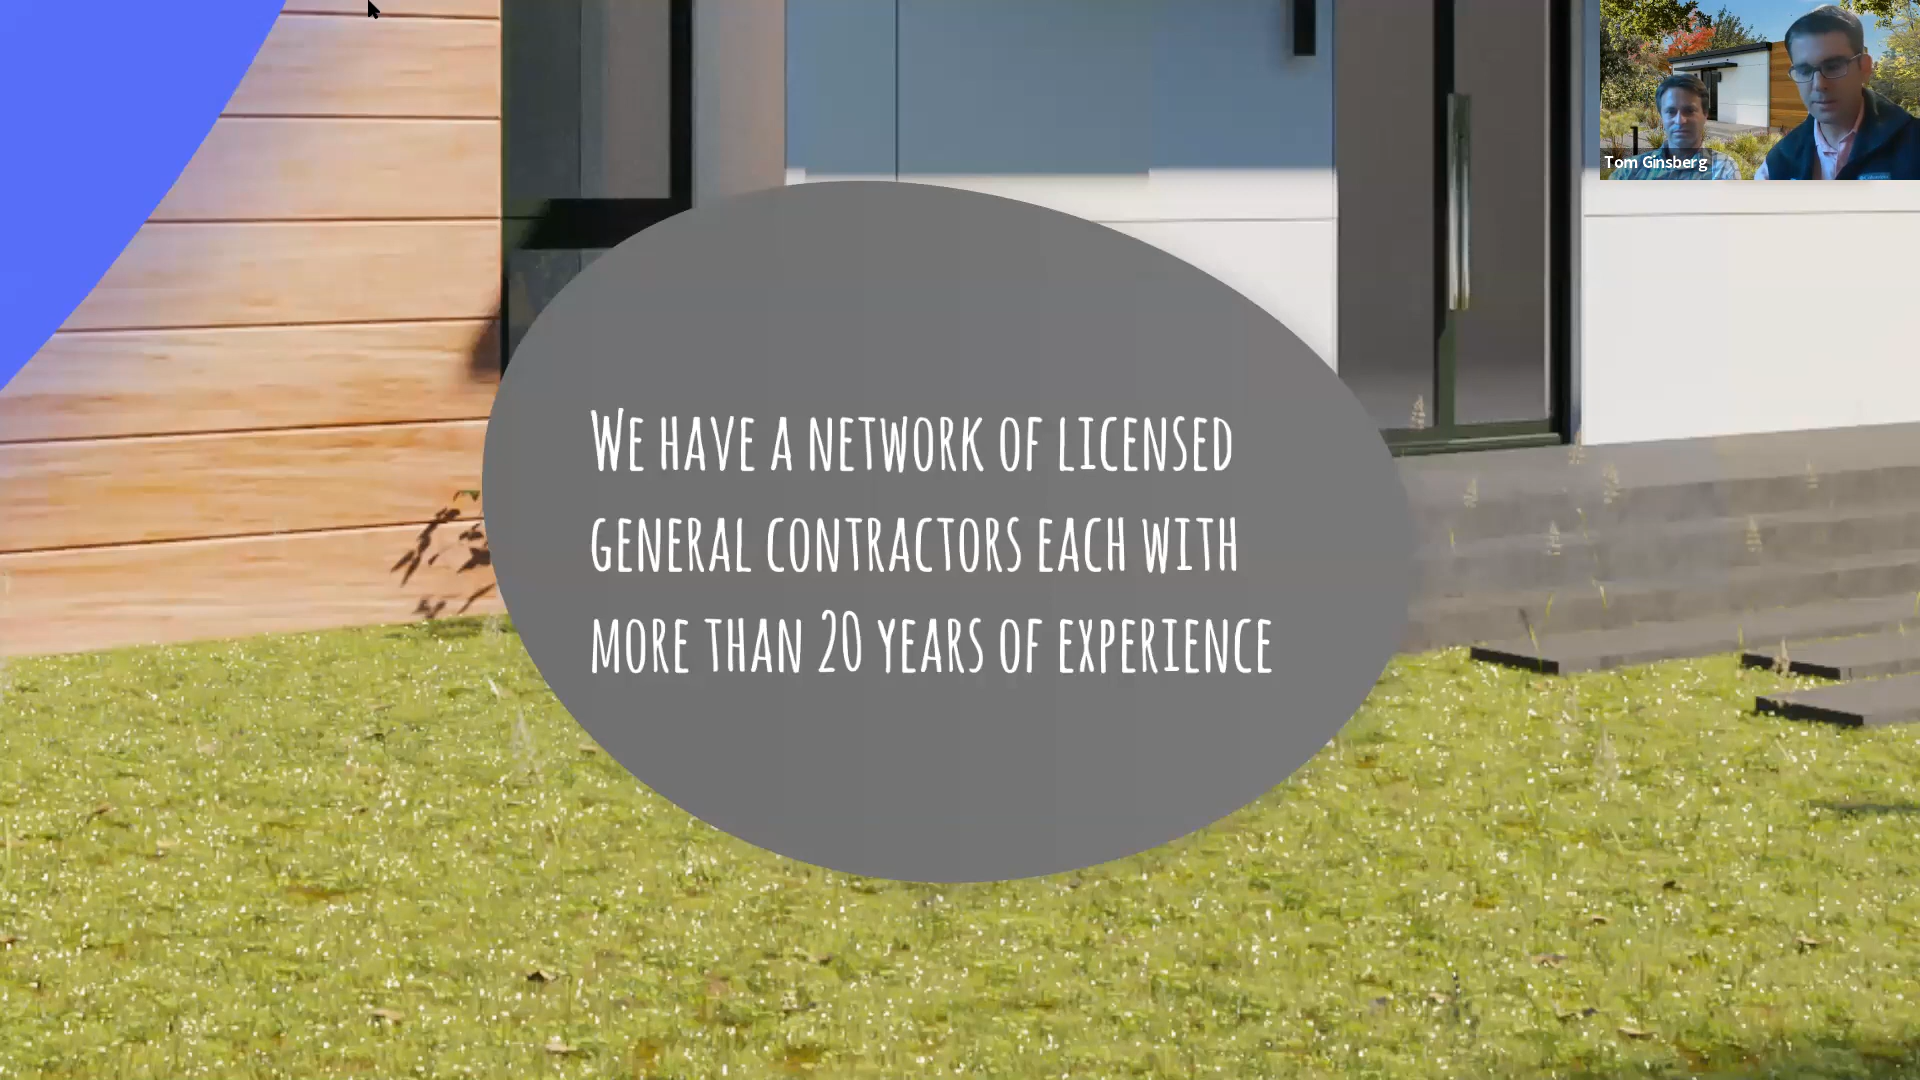 Tom Ginsberg
We have a network of licensed
general contractors each with
more than 20 years of experience